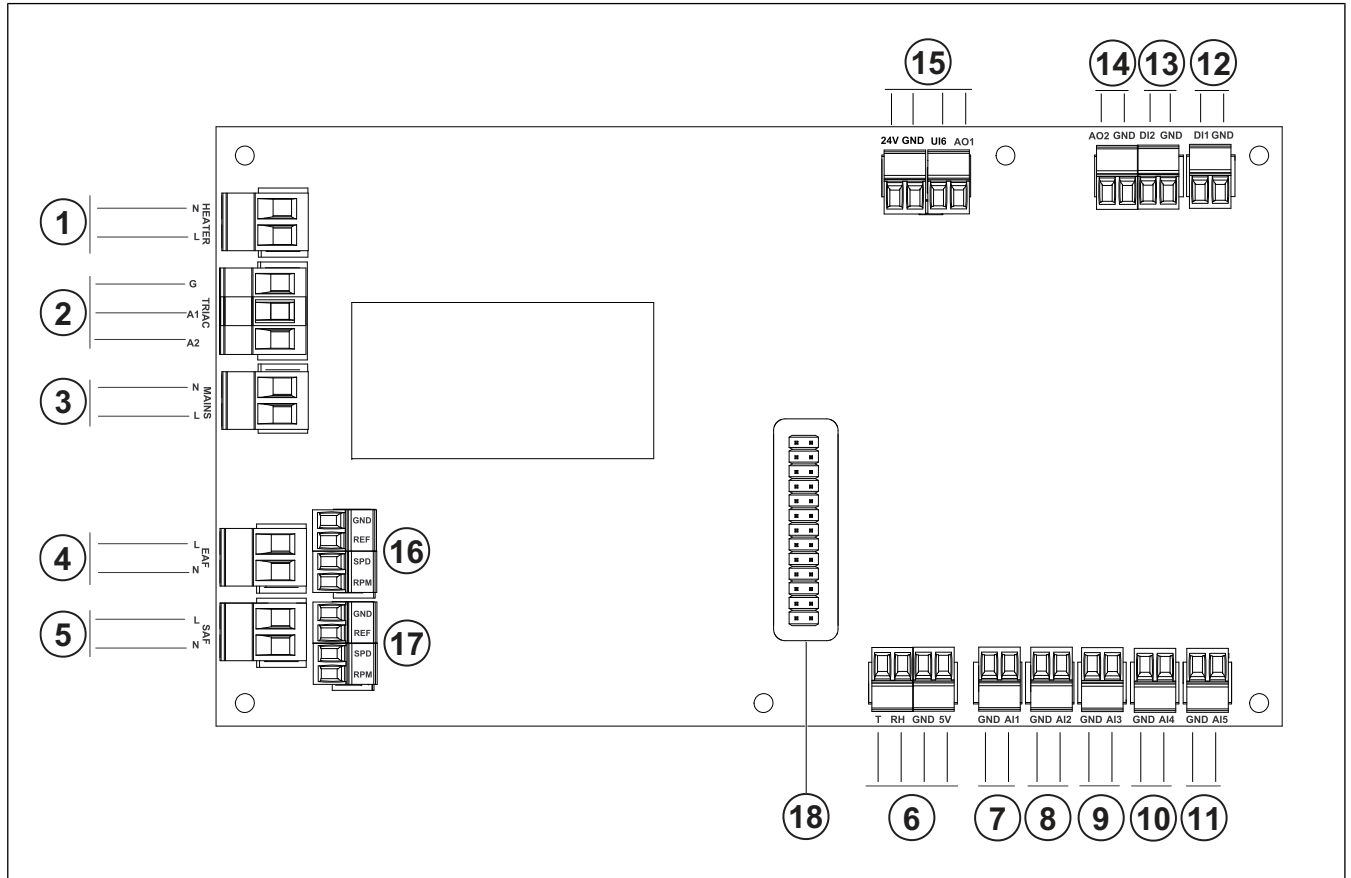 15
14 13 12
24V GND UI6 AO1
AO2 GND DI2 GND DI1 GND
1
N
L
HEATER
2
G
A1
A2
TRIAC
3
N
L
MAINS
4
L
N
EAF
GND
REF
SPD
RPM
16
5
L
N
SAF
GND
REF
SPD
RPM
17
T RH GND 5V GND AI1 GND AI2 GND AI3 GND AI4 GND AI5
18 6 7 8 9 10 11